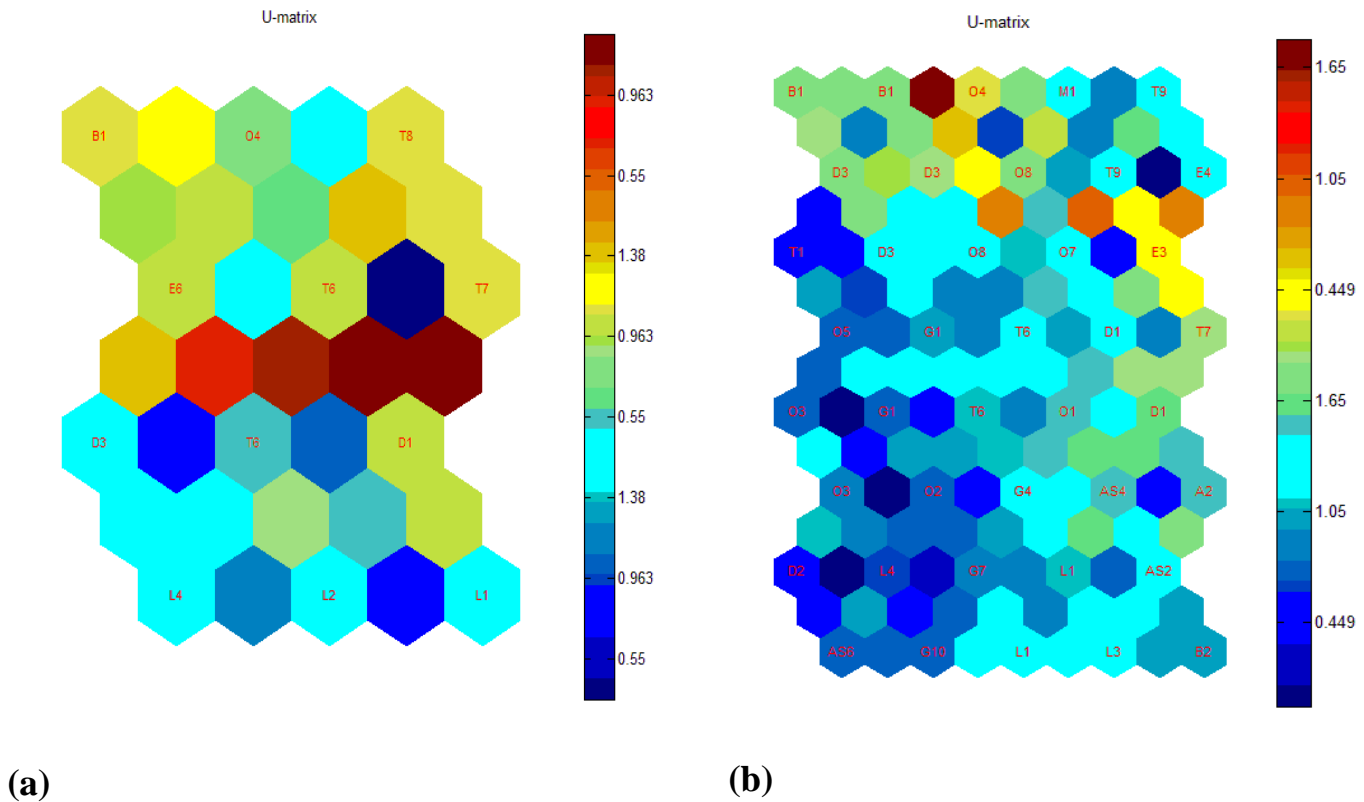 U-matrix
B1 O4 T8
E6 T6 T7
D3 T6 D1
L4 L2 L1
0.963
0.55
1.38
0.963
0.55
1.38
0.963
0.55
(a)
U-matrix
B1 B1 O4 M1 T9
D3 D3 O8 T9 E4
T1 D3 O8 O7 E3
O5 G1 T6 D1 T7
O3 G1 T6 O1 D1
O3 O2 G4 AS4 A2
D2 L4 G7 L1 AS2
AS6 G10 L1 L3 B2
1.65
1.05
0.449
1.65
1.05
0.449
(b)